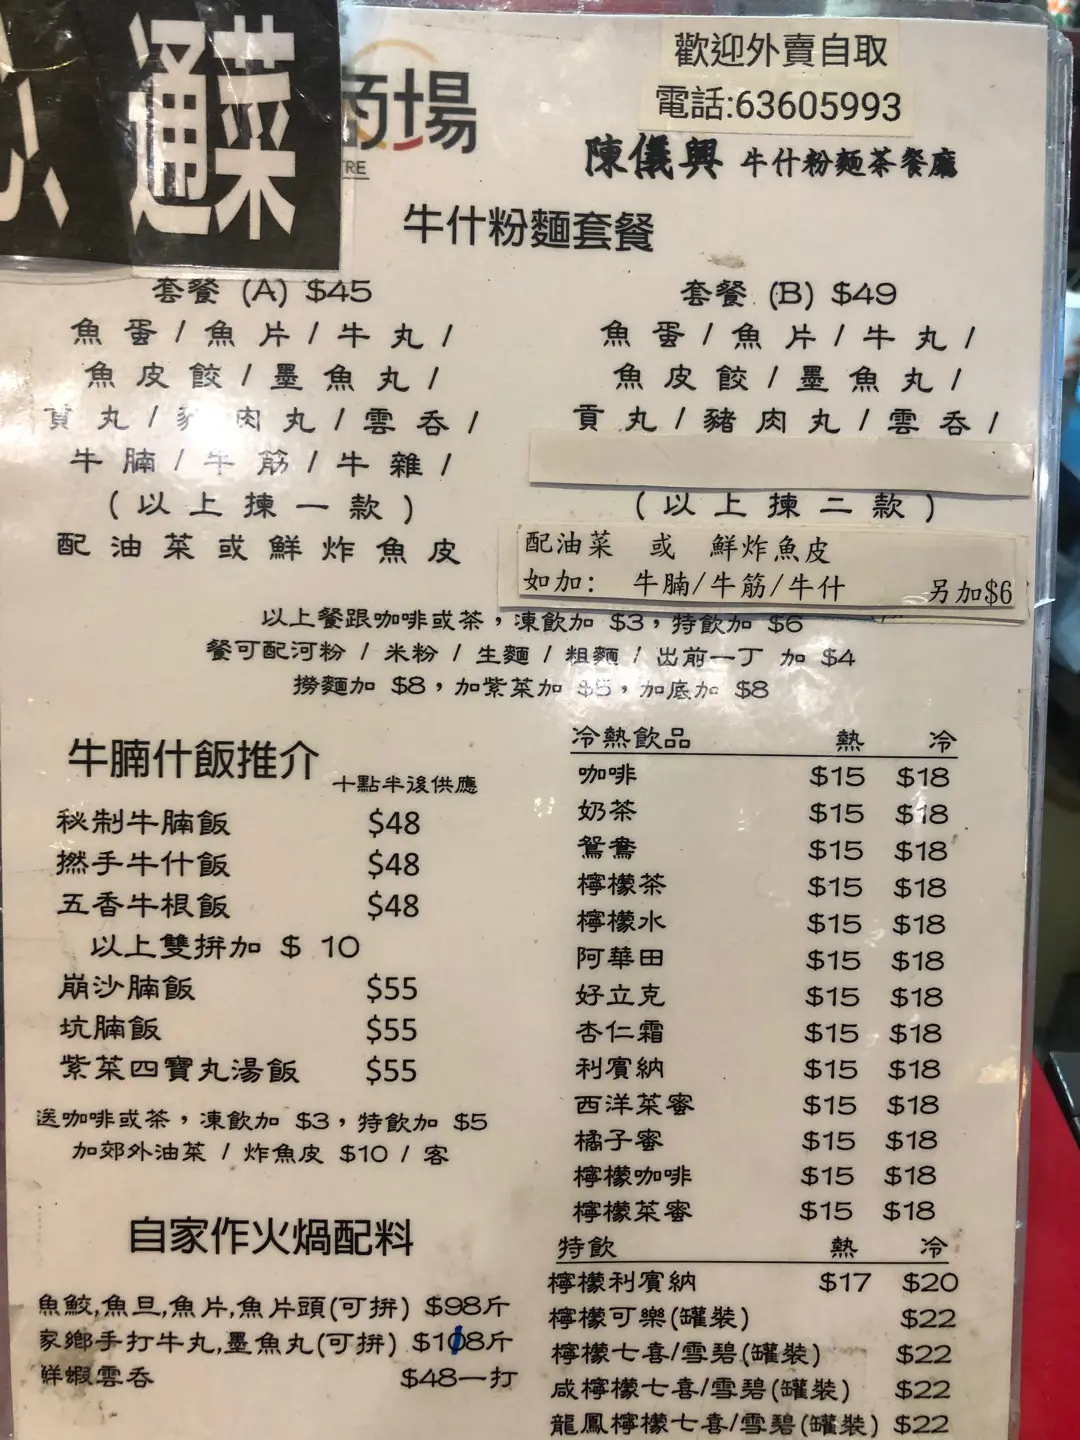 通菜
商場
TRE
歡迎外賣自取
電話:63605993
陳儀興 牛什粉麵茶餐廳
牛什粉麵套餐
套餐 (A) $45
魚蛋/魚片/牛丸/
魚皮餃/墨魚丸/
貢丸/豬肉丸/雲吞/
牛腩/牛筋/牛雜/
(以上揀一款)
配油菜或鮮炸魚皮
套餐 (B) $49
魚蛋/魚片/牛丸/
魚皮餃/墨魚丸/
貢丸/豬肉丸/雲吞/
(以上揀二款)
配油菜 或 鮮炸魚皮
如加: 牛腩/牛筋/牛什 另加$6
以上餐跟咖啡或茶，凍飲加 $3，特飲加 $6
餐可配河粉 / 米粉 / 生麵 / 粗麵 / 出前一丁 加 $4
撈麵加 $8，加紫菜加 $5，加底加 $8
牛腩什飯推介 十點半後供應
秘制牛腩飯 $48
撚手牛什飯 $48
五香牛根飯 $48
以上雙拼加 $ 10
崩沙腩飯 $55
坑腩飯 $55
紫菜四寶丸湯飯 $55
送咖啡或茶，凍飲加 $3，特飲加 $5
加郊外油菜 / 炸魚皮 $10 / 客
自家作火煱配料
魚鮫,魚旦,魚片,魚片頭(可拼) $98斤
家鄉手打牛丸,墨魚丸(可拼) $108斤
鮮蝦雲吞 $48一打
冷熱飲品 熱 冷
咖啡 $15 $18
奶茶 $15 $18
鴛鴦 $15 $18
檸檬茶 $15 $18
檸檬水 $15 $18
阿華田 $15 $18
好立克 $15 $18
杏仁霜 $15 $18
利賓納 $15 $18
西洋菜蜜 $15 $18
橘子蜜 $15 $18
檸檬咖啡 $15 $18
檸檬菜蜜 $15 $18
特飲 熱 冷
檸檬利賓納 $17 $20
檸檬可樂(罐裝) $22
檸檬七喜/雪碧(罐裝) $22
咸檸檬七喜/雪碧(罐裝) $22
龍鳳檸檬七喜/雪碧(罐裝) $22